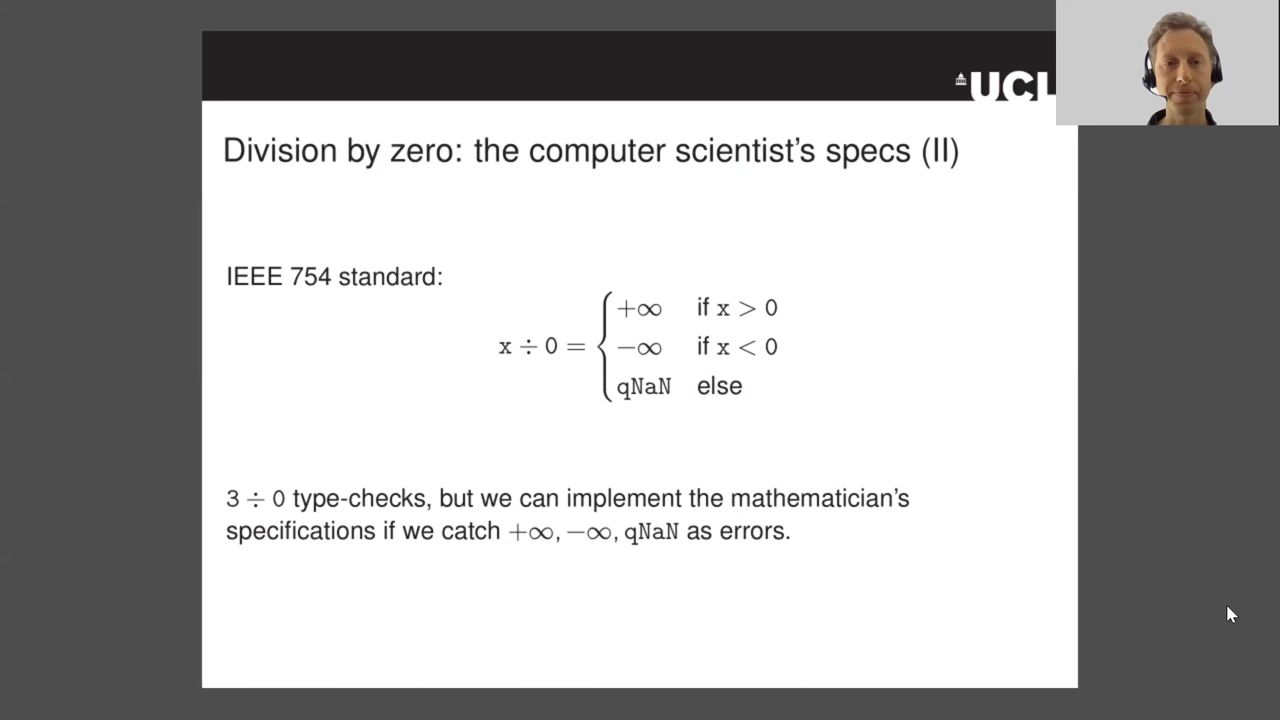 UCL
Division by zero: the computer scientist's specs (II)
IEEE 754 standard:
x ÷ 0 = { +∞ if x > 0
−∞ if x < 0
qNaN else
3 ÷ 0 type-checks, but we can implement the mathematician's
specifications if we catch +∞, −∞, qNaN as errors.